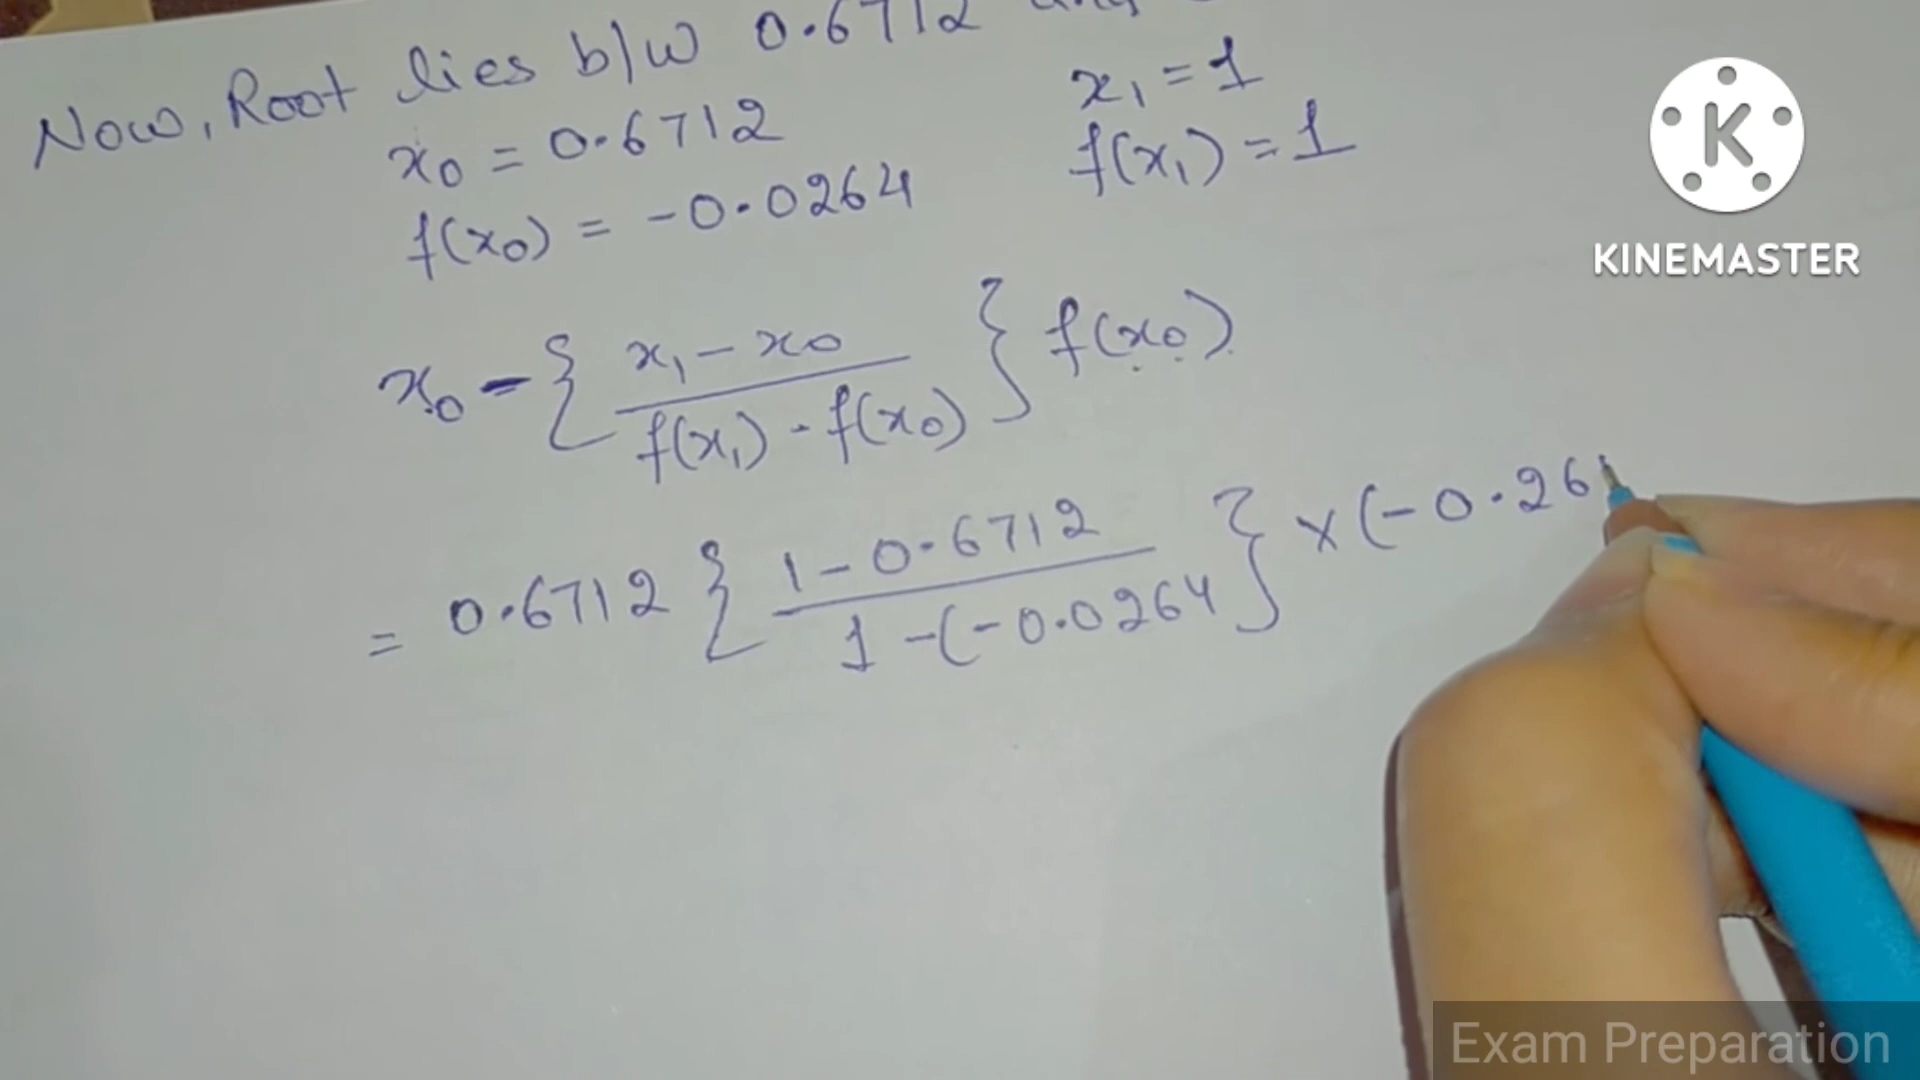 Now, Root lies b/w 0.6712 and
x₀ = 0.6712 x₁ = 1
f(x₀) = -0.0264 f(x₁) = 1
x₀ - { x₁ - x₀ / f(x₁) - f(x₀) } f(x₀)
= 0.6712 { 1 - 0.6712 / 1 - (-0.0264 } × (-0.26
KINEMASTER
Exam Preparation